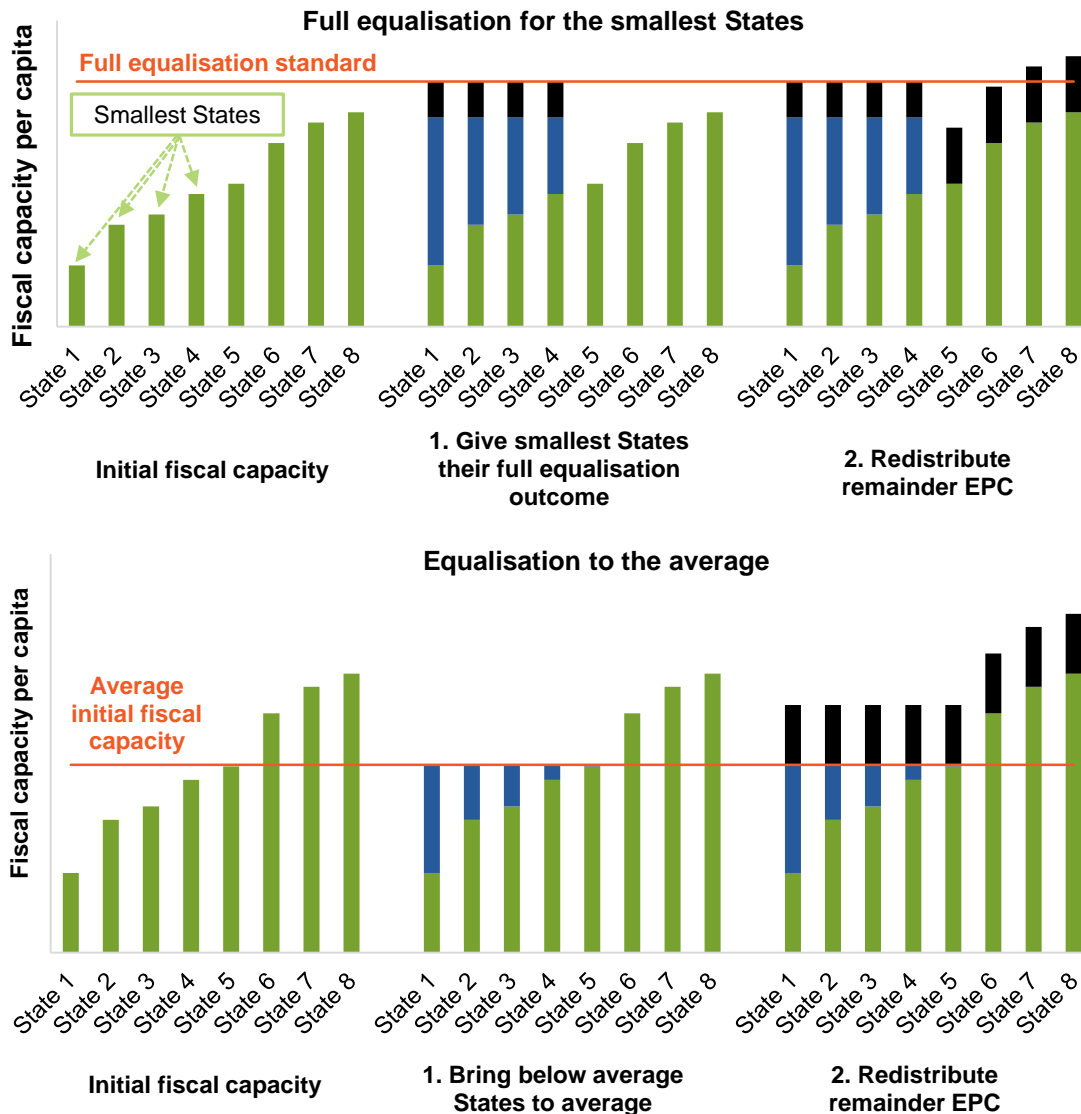 Full equalisation for the smallest States
Fiscal capacity per capita
Full equalisation standard
Smallest States
State 1
State 2
State 3
State 4
State 5
State 6
State 7
State 8
State 1
State 2
State 3
State 4
State 5
State 6
State 7
State 8
State 1
State 2
State 3
State 4
State 5
State 6
State 7
State 8
Initial fiscal capacity
1. Give smallest States
their full equalisation
outcome
2. Redistribute
remainder EPC
Equalisation to the average
Fiscal capacity per capita
Average
initial fiscal
capacity
State 1
State 2
State 3
State 4
State 5
State 6
State 7
State 8
State 1
State 2
State 3
State 4
State 5
State 6
State 7
State 8
State 1
State 2
State 3
State 4
State 5
State 6
State 7
State 8
Initial fiscal capacity
1. Bring below average
States to average
2. Redistribute
remainder EPC